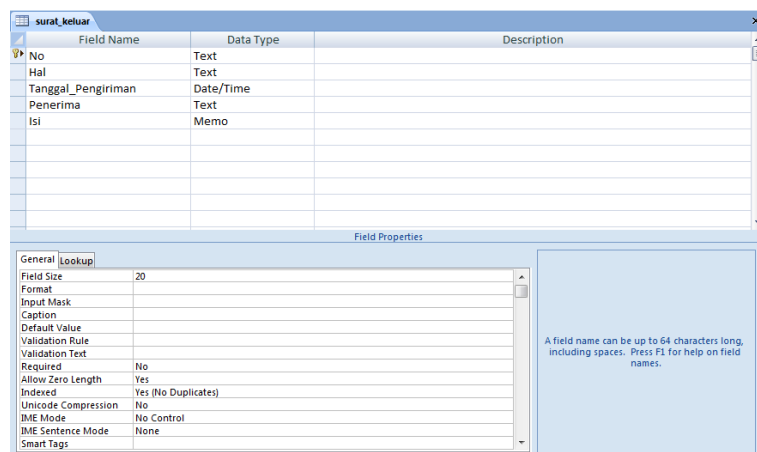 surat_keluar
Field Name Data Type Description
No Text
Hal Text
Tanggal_Pengiriman Date/Time
Penerima Text
Isi Memo
Field Properties
General Lookup
Field Size 20
Format
Input Mask
Caption
Default Value
Validation Rule
Validation Text
Required No
Allow Zero Length Yes
Indexed Yes (No Duplicates)
Unicode Compression No
IME Mode No Control
IME Sentence Mode None
Smart Tags
A field name can be up to 64 characters long,
including spaces. Press F1 for help on field
names.